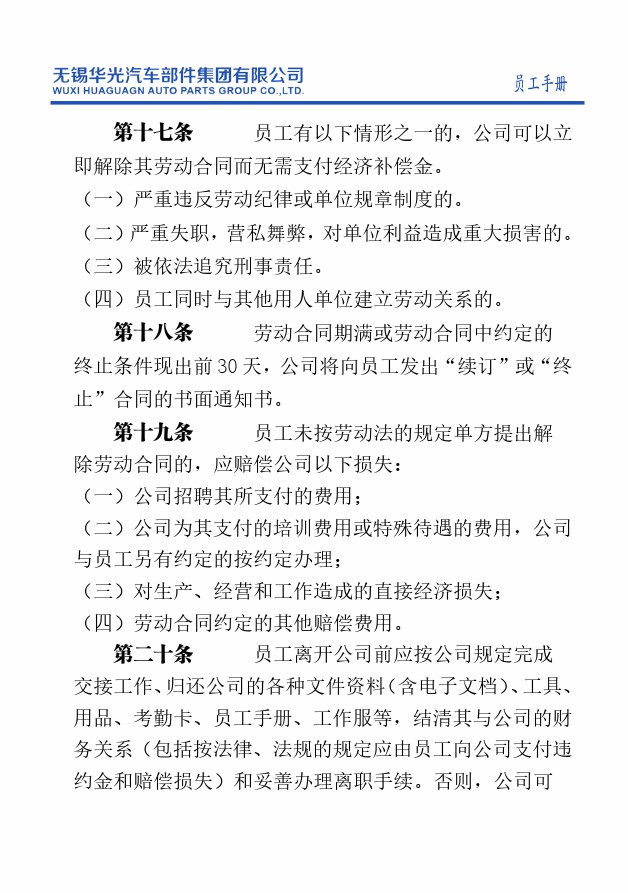 无锡华光汽车部件集团有限公司
WUXI HUAGUAGN AUTO PARTS GROUP CO.,LTD.
员工手册
第十七条 员工有以下情形之一的，公司可以立
即解除其劳动合同而无需支付经济补偿金。
（一）严重违反劳动纪律或单位规章制度的。
（二）严重失职，营私舞弊，对单位利益造成重大损害的。
（三）被依法追究刑事责任。
（四）员工同时与其他用人单位建立劳动关系的。
第十八条 劳动合同期满或劳动合同中约定的
终止条件现出前 30 天，公司将向员工发出“续订”或“终
止”合同的书面通知书。
第十九条 员工未按劳动法的规定单方提出解
除劳动合同的，应赔偿公司以下损失：
（一）公司招聘其所支付的费用；
（二）公司为其支付的培训费用或特殊待遇的费用，公司
与员工另有约定的按约定办理；
（三）对生产、经营和工作造成的直接经济损失；
（四）劳动合同约定的其他赔偿费用。
第二十条 员工离开公司前应按公司规定完成
交接工作、归还公司的各种文件资料（含电子文档）、工具、
用品、考勤卡、员工手册、工作服等，结清其与公司的财
务关系（包括按法律、法规的规定应由员工向公司支付违
约金和赔偿损失）和妥善办理离职手续。否则，公司可